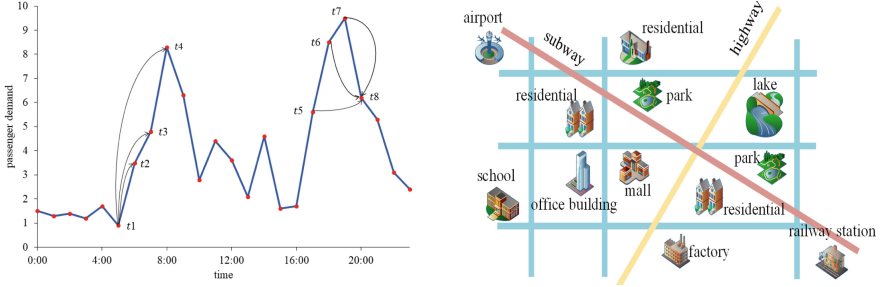 10
9
8
7
6
5
4
3
2
1
0
passenger demand
0:00
4:00
8:00
12:00
16:00
20:00
time
t1
t2
t3
t4
t5
t6
t7
t8
airport
subway
residential
highway
residential
park
lake
school
office building
mall
park
residential
railway station
factory